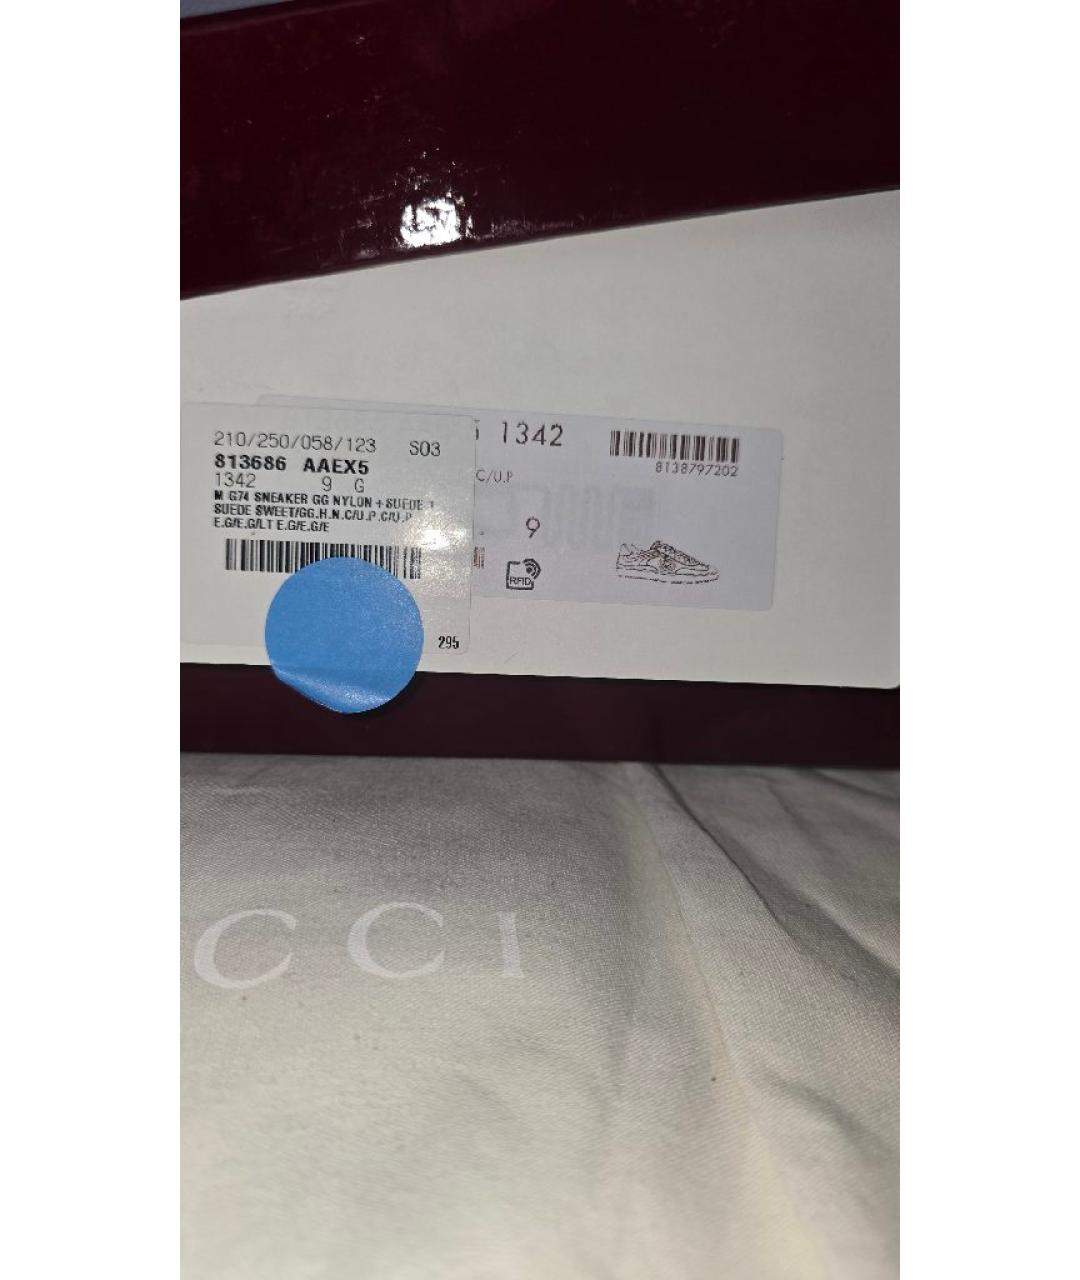 210/250/058/123 S03
813686 AAEX5
1342 9 G
M G74 SNEAKER GG NYLON + SUEDE
SUEDE SWEET/GG.H.N.C/U.P.C/U.P
E.G/E.G/LT E.G/E.G/E
295
1342
8138797202
C/U.P
9
RFID
CCI